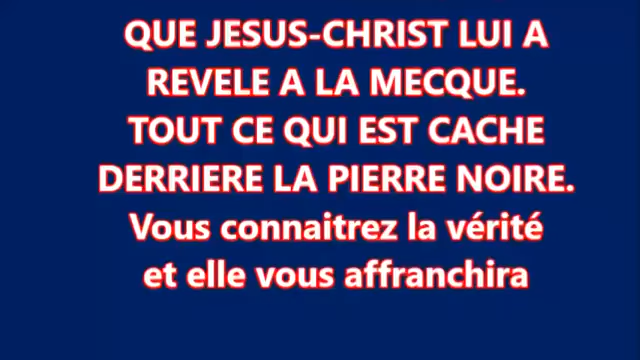 QUE JESUS-CHRIST LUI A
REVELE A LA MECQUE.
TOUT CE QUI EST CACHE
DERRIERE LA PIERRE NOIRE.
Vous connaitrez la vérité
et elle vous affranchira